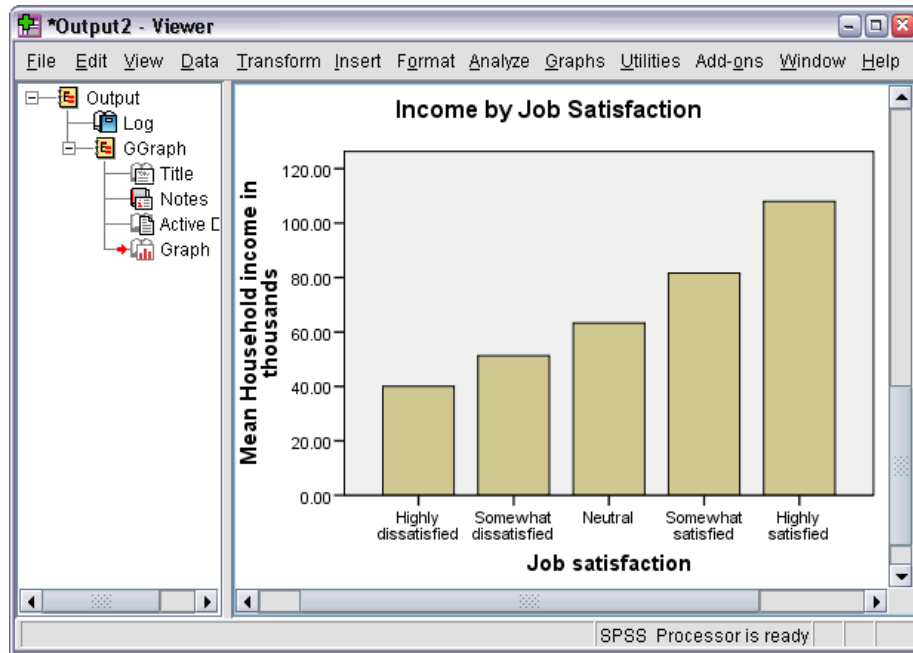 *Output2 - Viewer
File Edit View Data Transform Insert Format Analyze Graphs Utilities Add-ons Window Help
Output
Log
GGraph
Title
Notes
Active D
Graph
Income by Job Satisfaction
Mean Household income in
thousands
120.00
100.00
80.00
60.00
40.00
20.00
0.00
Highly
dissatisfied
Somewhat
dissatisfied
Neutral
Somewhat
satisfied
Highly
satisfied
Job satisfaction
SPSS Processor is ready